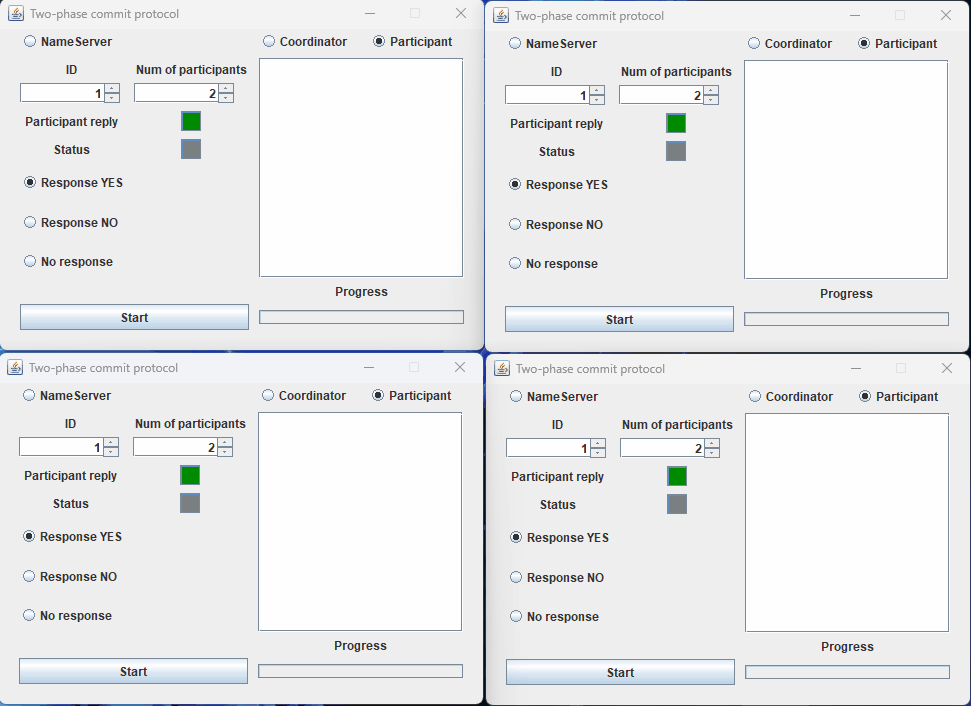 Two-phase commit protocol
NameServer Coordinator Participant
ID Num of participants
1 2
Participant reply
Status
Response YES
Response NO
No response
Progress
Start
Two-phase commit protocol
NameServer Coordinator Participant
ID Num of participants
1 2
Participant reply
Status
Response YES
Response NO
No response
Progress
Start
Two-phase commit protocol
NameServer Coordinator Participant
ID Num of participants
1 2
Participant reply
Status
Response YES
Response NO
No response
Progress
Start
Two-phase commit protocol
NameServer Coordinator Participant
ID Num of participants
1 2
Participant reply
Status
Response YES
Response NO
No response
Progress
Start